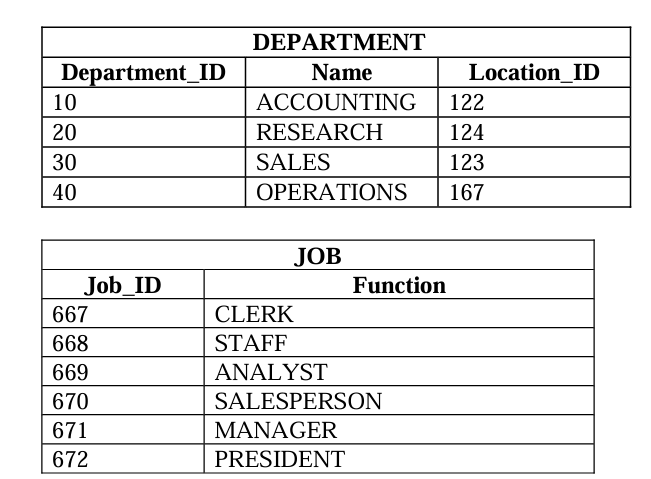 DEPARTMENT
Department_ID Name Location_ID
10 ACCOUNTING 122
20 RESEARCH 124
30 SALES 123
40 OPERATIONS 167
JOB
Job_ID Function
667 CLERK
668 STAFF
669 ANALYST
670 SALESPERSON
671 MANAGER
672 PRESIDENT